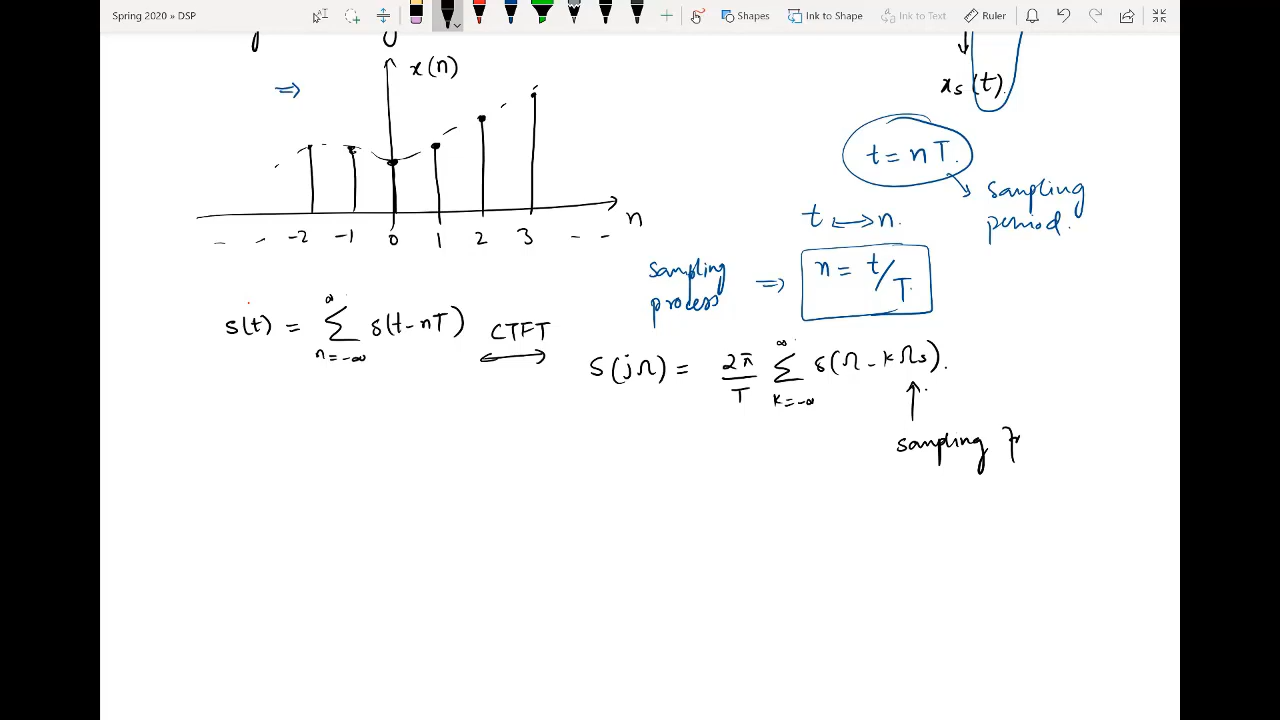 Spring 2020 » DSP
Shapes
Ink to Shape
Ink to Text
Ruler
x(n)
⇒
x_s(t).
t = nT.
sampling
period.
t ⟷ n.
n
-- -2 -1 0 1 2 3 --
sampling
process
⇒ n = t/T.
s(t) = ∑_{n=-∞}^{∞} δ(t-nT) CTFT ⟷
S(jΩ) = 2π/T ∑_{k=-∞}^{∞} δ(Ω - kΩs).
sampling